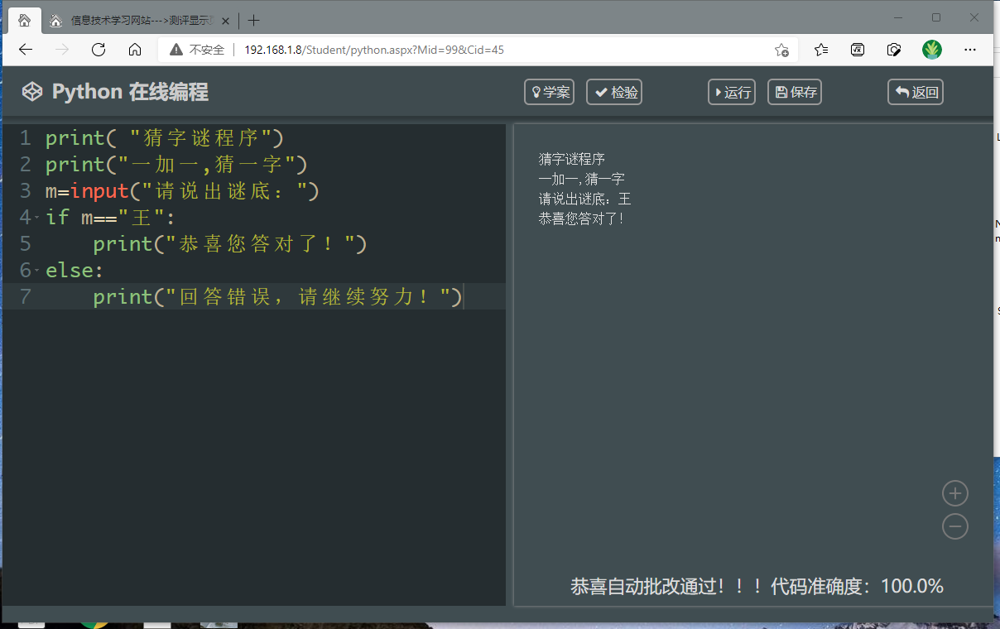 信息技术学习网站--->测评显示
不安全 192.168.1.8/Student/python.aspx?Mid=99&Cid=45
Python 在线编程 学案 检验 运行 保存 返回
1 print( "猜字谜程序")
2 print("一加一,猜一字")
3 m=input("请说出谜底：")
4 if m=="王":
5 print("恭喜您答对了！")
6 else:
7 print("回答错误，请继续努力！")
猜字谜程序
一加一,猜一字
请说出谜底：王
恭喜您答对了！
恭喜自动批改通过！！！代码准确度：100.0%